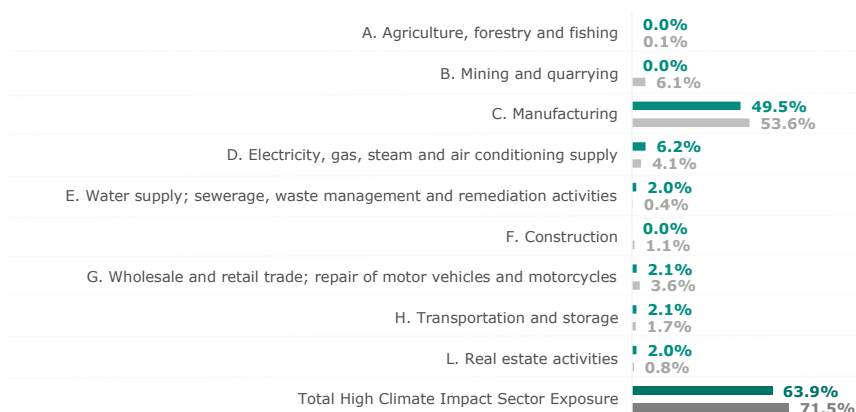 A. Agriculture, forestry and fishing
0.0%
0.1%
B. Mining and quarrying
0.0%
6.1%
C. Manufacturing
49.5%
53.6%
D. Electricity, gas, steam and air conditioning supply
6.2%
4.1%
E. Water supply; sewerage, waste management and remediation activities
2.0%
0.4%
F. Construction
0.0%
1.1%
G. Wholesale and retail trade; repair of motor vehicles and motorcycles
2.1%
3.6%
H. Transportation and storage
2.1%
1.7%
L. Real estate activities
2.0%
0.8%
Total High Climate Impact Sector Exposure
63.9%
71.5%